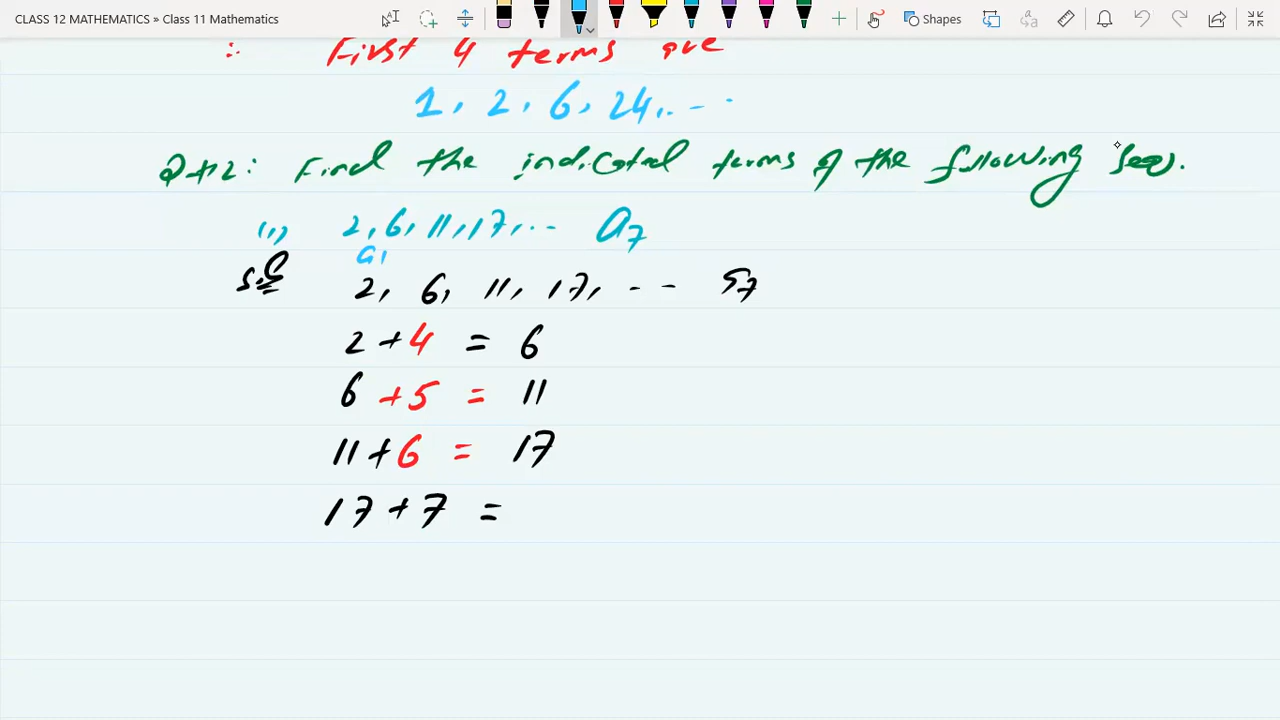 CLASS 12 MATHEMATICS » Class 11 Mathematics
Shapes
∴ First 4 terms are
1, 2, 6, 24, ...
Q#2: Find the indicated terms of the following seq.
(i) 2, 6, 11, 17, ... a7
a1
Sol 2, 6, 11, 17, ... 57
2 + 4 = 6
6 + 5 = 11
11 + 6 = 17
17 + 7 =